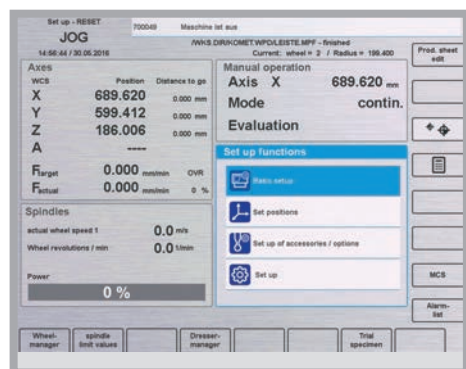 Set up - RESET
700049 Maschine ist aus
JOG
14:56:44 / 30.05.2016
/WKS.DIR/KOMET.WPD/LEISTE.MPF - finished
Current: wheel = 2 / Radius = 199.400
Prod. sheet
edit
Axes
WCS Position Distance to go
X 689.620 0.000 mm
Y 599.412 0.000 mm
Z 186.006 0.000 mm
A ----
Ftarget 0.000 mm/min OVR
Factual 0.000 mm/min 0 %
Manual operation
Axis X 689.620 mm
Mode contin.
Evaluation
Set up functions
Basic setup
Set positions
Set up of accessories / options
Set up
Spindles
actual wheel speed 1 0.0 m/s
Wheel revolutions / min 0.0 1/min
Power
0 %
MCS
Alarm-
list
Wheel-
manager
spindle
limit values
Dresser-
manager
Trial
specimen